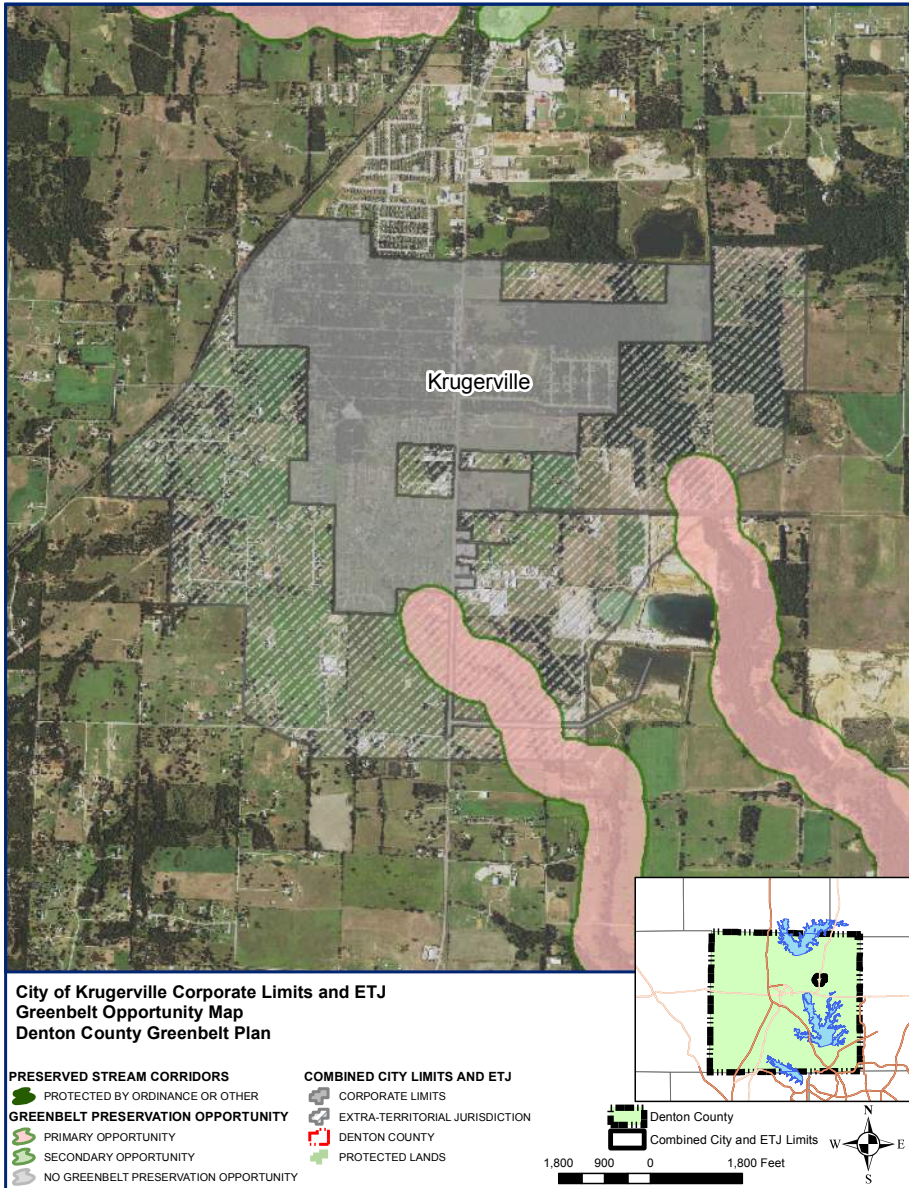 Krugerville
City of Krugerville Corporate Limits and ETJ
Greenbelt Opportunity Map
Denton County Greenbelt Plan
PRESERVED STREAM CORRIDORS
PROTECTED BY ORDINANCE OR OTHER
GREENBELT PRESERVATION OPPORTUNITY
PRIMARY OPPORTUNITY
SECONDARY OPPORTUNITY
NO GREENBELT PRESERVATION OPPORTUNITY
COMBINED CITY LIMITS AND ETJ
CORPORATE LIMITS
EXTRA-TERRITORIAL JURISDICTION
DENTON COUNTY
PROTECTED LANDS
Denton County
Combined City and ETJ Limits
1,800 900 0 1,800 Feet
N
W E
S